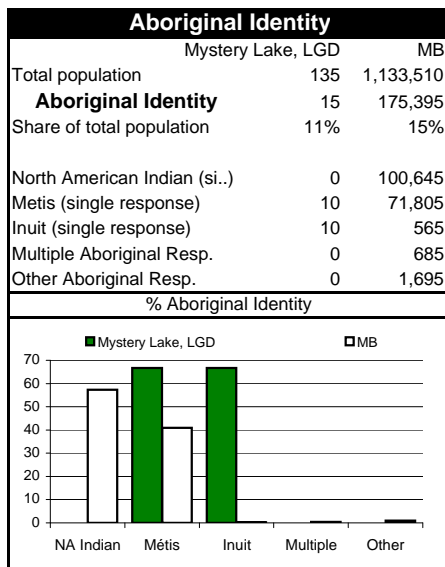 Aboriginal Identity
Mystery Lake, LGD MB
Total population 135 1,133,510
Aboriginal Identity 15 175,395
Share of total population 11% 15%
North American Indian (si..) 0 100,645
Metis (single response) 10 71,805
Inuit (single response) 10 565
Multiple Aboriginal Resp. 0 685
Other Aboriginal Resp. 0 1,695
% Aboriginal Identity
Mystery Lake, LGD MB
70
60
50
40
30
20
10
0
NA Indian Métis Inuit Multiple Other